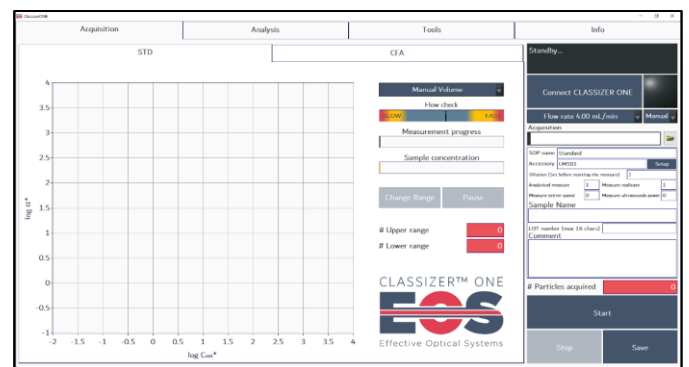 ClassizerONE
Acquisition
Analysis
Tools
Info
STD
CFA
4
3.5
3
2.5
2
1.5
1
0.5
0
-0.5
-1
log α*
-2 -1.5 -1 -0.5 0 0.5 1 1.5 2 2.5 3 3.5 4
log Cext*
Manual Volume
Flow check
SLOW FAST
Measurement progress
Sample concentration
Change Range
Pause
# Upper range 0
# Lower range 0
CLASSIZER™ ONE
EOS
Effective Optical Systems
Standby...
Connect CLASSIZER ONE
Flow rate 4.00 mL/min Manual
Acquisition
SOP name Standard
Accessory LMS01 Setup
Dilution (Set before starting the measure) 1
Analytical measure 1 Measure replicate 1
Measure stirrer speed 0 Measure ultrasounds power 0
Sample Name
LOT number (max 16 chars)
Comment
# Particles acquired 0
Start
Stop
Save